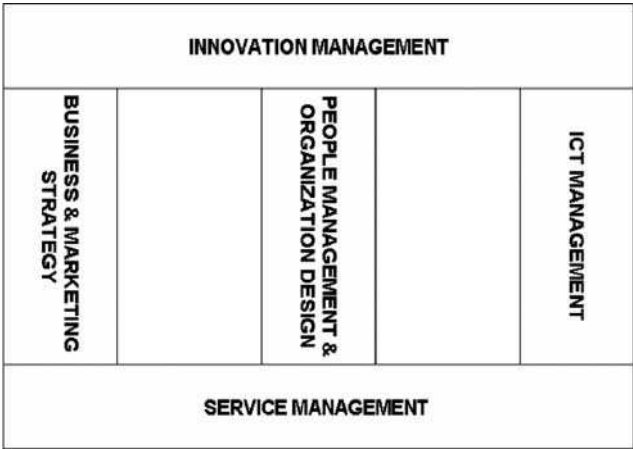 INNOVATION MANAGEMENT
BUSINESS & MARKETING
STRATEGY
PEOPLE MANAGEMENT &
ORGANIZATION DESIGN
ICT MANAGEMENT
SERVICE MANAGEMENT